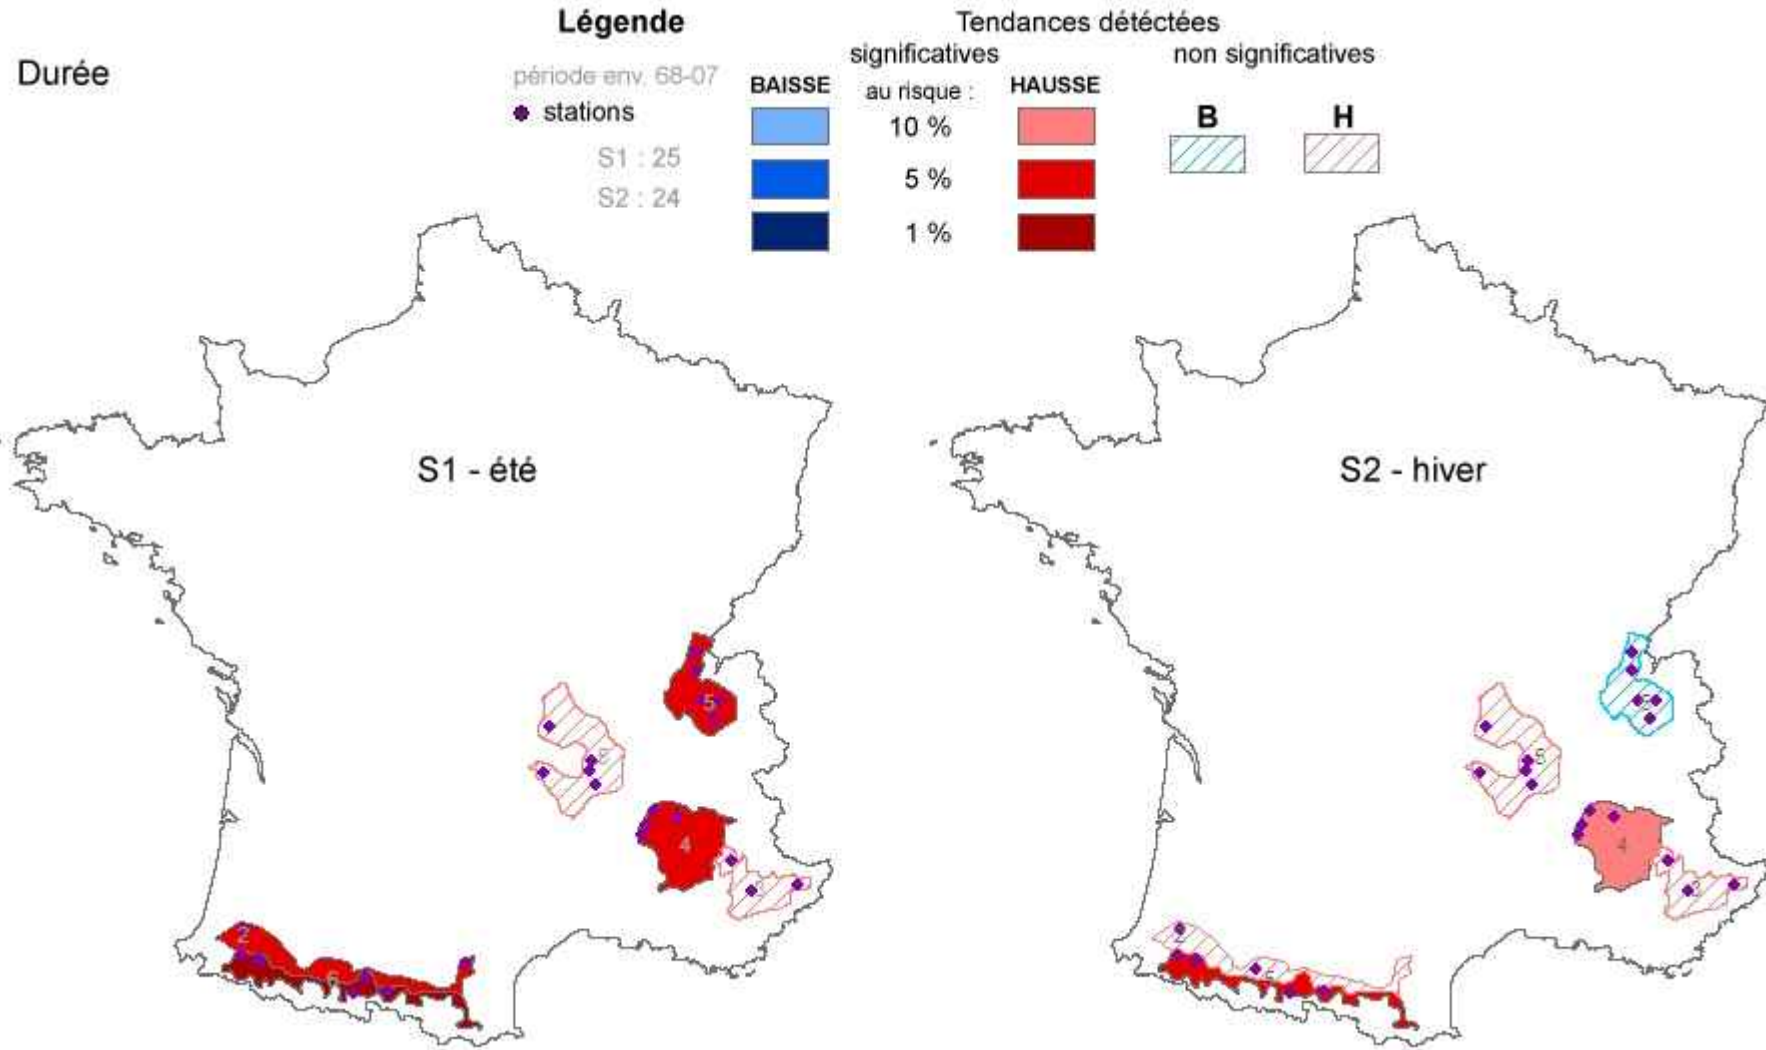 Légende
Tendances détéctées
significatives
non significatives
Durée
période env. 68-07
BAISSE
au risque :
HAUSSE
stations
10 %
B
H
S1 : 25
5 %
S2 : 24
1 %
S1 - été
S2 - hiver
5
4
2
6
4
2